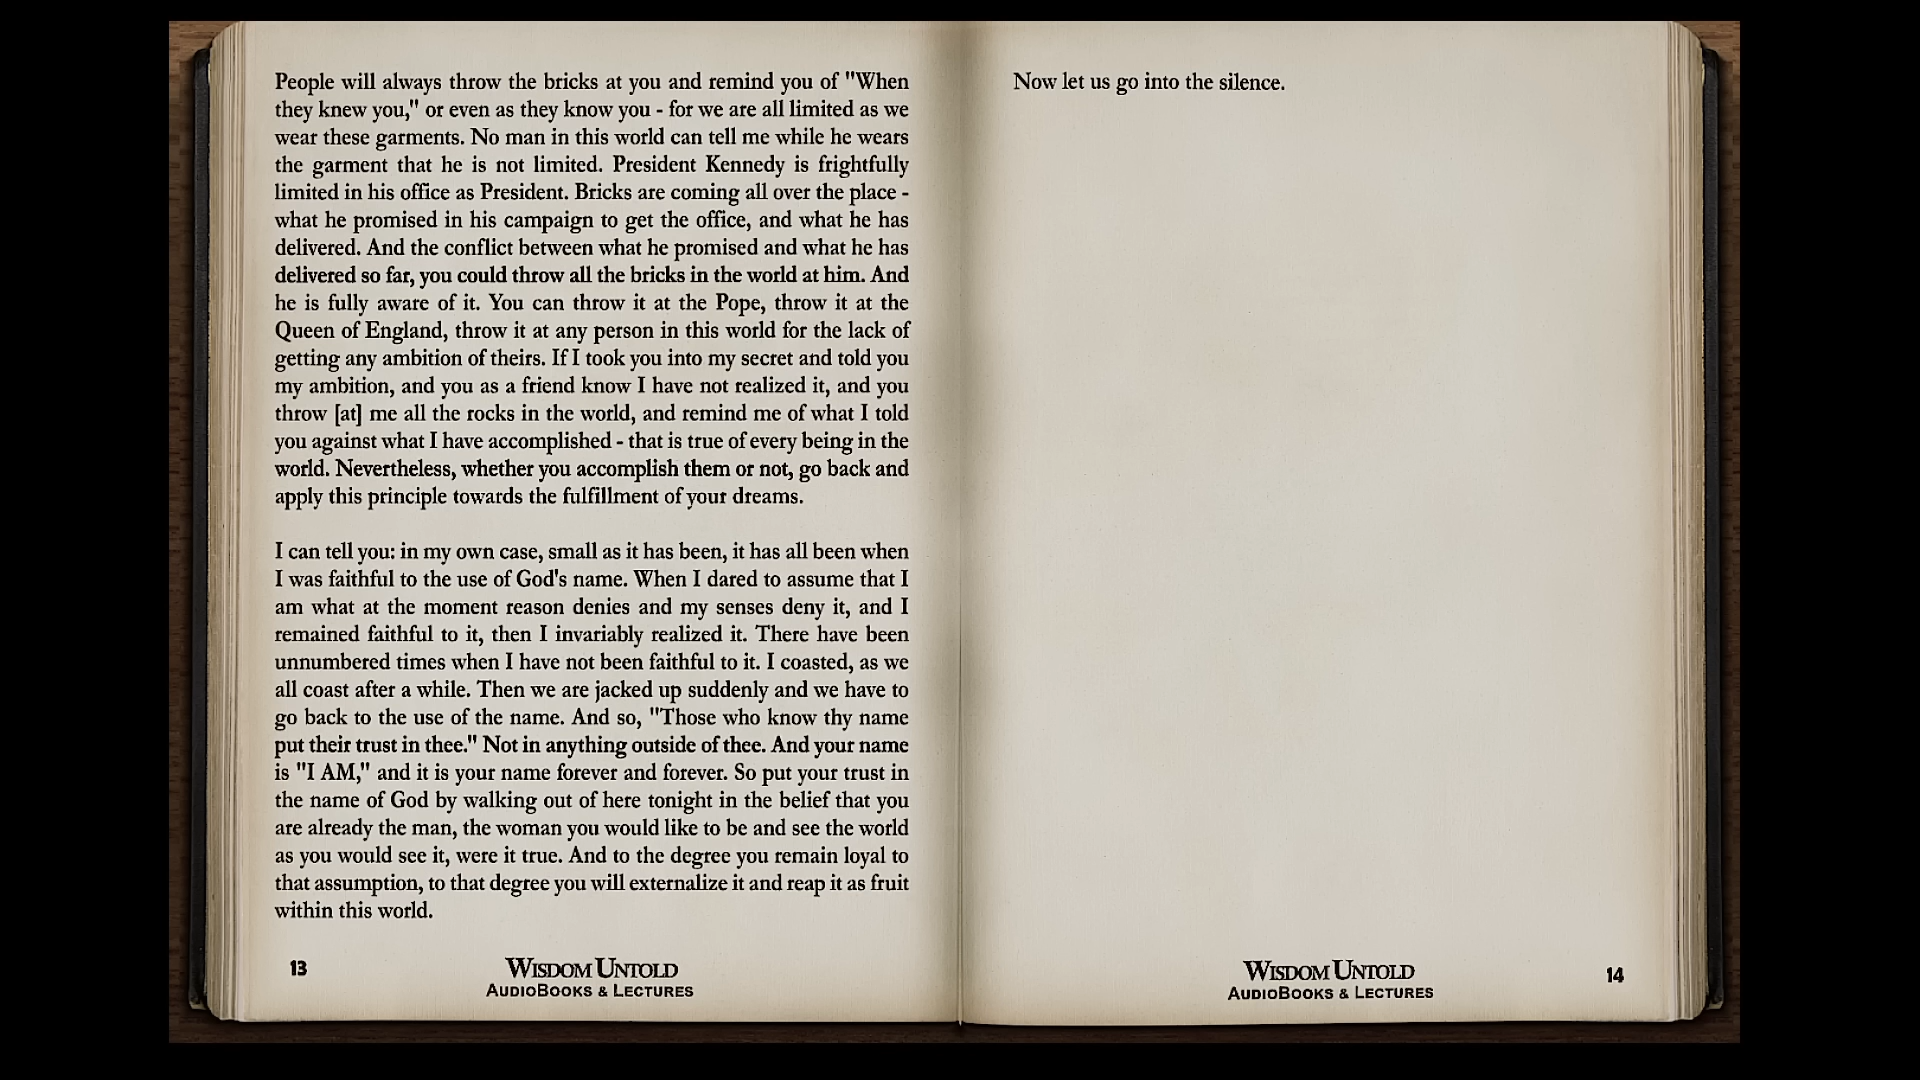 People will always throw the bricks at you and remind you of "When
they knew you," or even as they know you - for we are all limited as we
wear these garments. No man in this world can tell me while he wears
the garment that he is not limited. President Kennedy is frightfully
limited in his office as President. Bricks are coming all over the place -
what he promised in his campaign to get the office, and what he has
delivered. And the conflict between what he promised and what he has
delivered so far, you could throw all the bricks in the world at him. And
he is fully aware of it. You can throw it at the Pope, throw it at the
Queen of England, throw it at any person in this world for the lack of
getting any ambition of theirs. If I took you into my secret and told you
my ambition, and you as a friend know I have not realized it, and you
throw [at] me all the rocks in the world, and remind me of what I told
you against what I have accomplished - that is true of every being in the
world. Nevertheless, whether you accomplish them or not, go back and
apply this principle towards the fulfillment of your dreams.
I can tell you: in my own case, small as it has been, it has all been when
I was faithful to the use of God's name. When I dared to assume that I
am what at the moment reason denies and my senses deny it, and I
remained faithful to it, then I invariably realized it. There have been
unnumbered times when I have not been faithful to it. I coasted, as we
all coast after a while. Then we are jacked up suddenly and we have to
go back to the use of the name. And so, "Those who know thy name
put their trust in thee." Not in anything outside of thee. And your name
is "I AM," and it is your name forever and forever. So put your trust in
the name of God by walking out of here tonight in the belief that you
are already the man, the woman you would like to be and see the world
as you would see it, were it true. And to the degree you remain loyal to
that assumption, to that degree you will externalize it and reap it as fruit
within this world.
13
WISDOM UNTOLD
AUDIOBOOKS & LECTURES
Now let us go into the silence.
WISDOM UNTOLD
AUDIOBOOKS & LECTURES
14